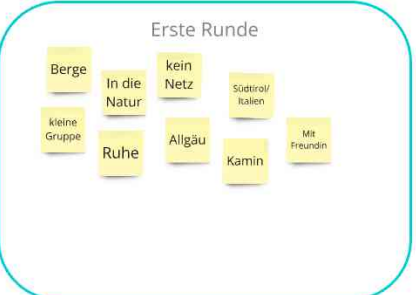 Erste Runde
Berge
In die
Natur
kein
Netz
Südtirol/
Italien
kleine
Gruppe
Ruhe
Allgäu
Kamin
Mit
Freundin